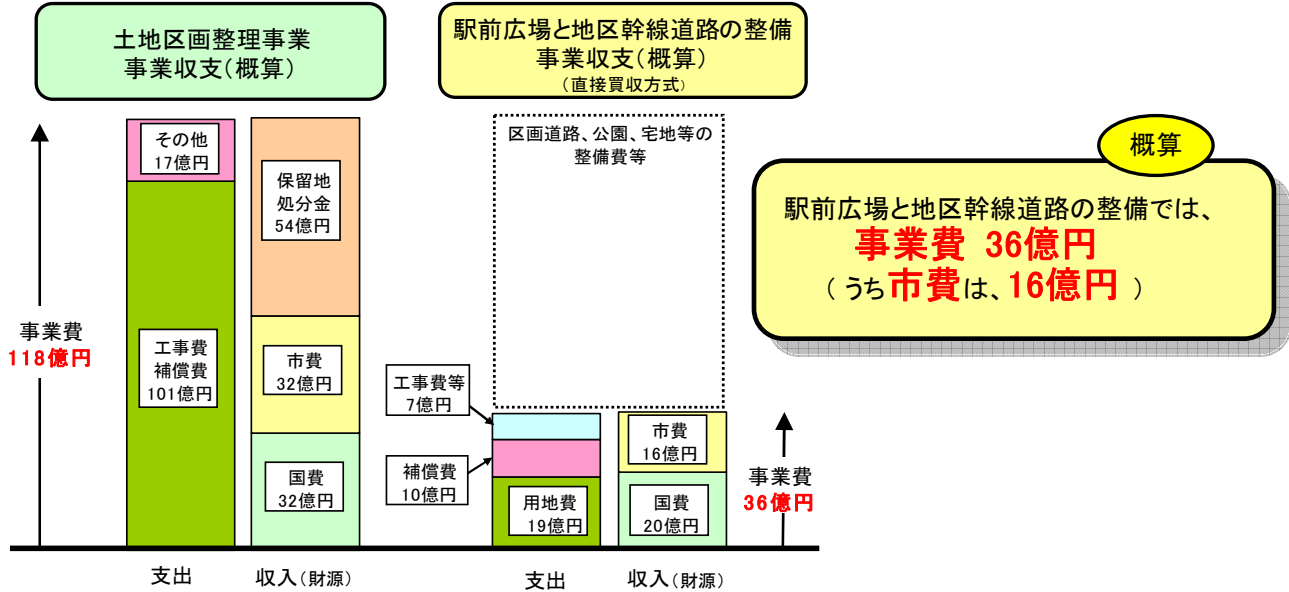 土地区画整理事業
事業収支(概算)
駅前広場と地区幹線道路の整備
事業収支(概算)
(直接買収方式)
その他
17億円
工事費
補償費
101億円
保留地
処分金
54億円
市費
32億円
国費
32億円
事業費
118億円
支出
収入(財源)
区画道路、公園、宅地等の
整備費等
工事費等
7億円
補償費
10億円
用地費
19億円
市費
16億円
国費
20億円
事業費
36億円
支出
収入(財源)
概算
駅前広場と地区幹線道路の整備では、
事業費 36億円
( うち市費は、16億円 )